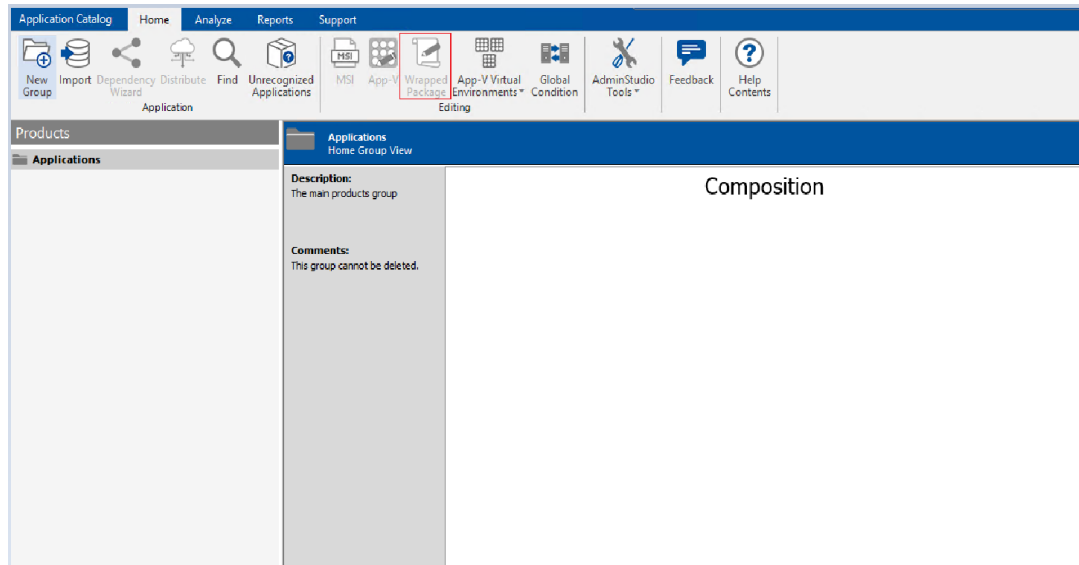 Application Catalog Home Analyze Reports Support
New Group
Import
Dependency Wizard
Distribute
Find
Unrecognized Applications
MSI
MSI
App-V
Wrapped Package
App-V Virtual Environments
Global Condition
AdminStudio Tools
Feedback
Help Contents
Application
Editing
Products
Applications
Applications
Home Group View
Description:
The main products group
Comments:
This group cannot be deleted.
Composition